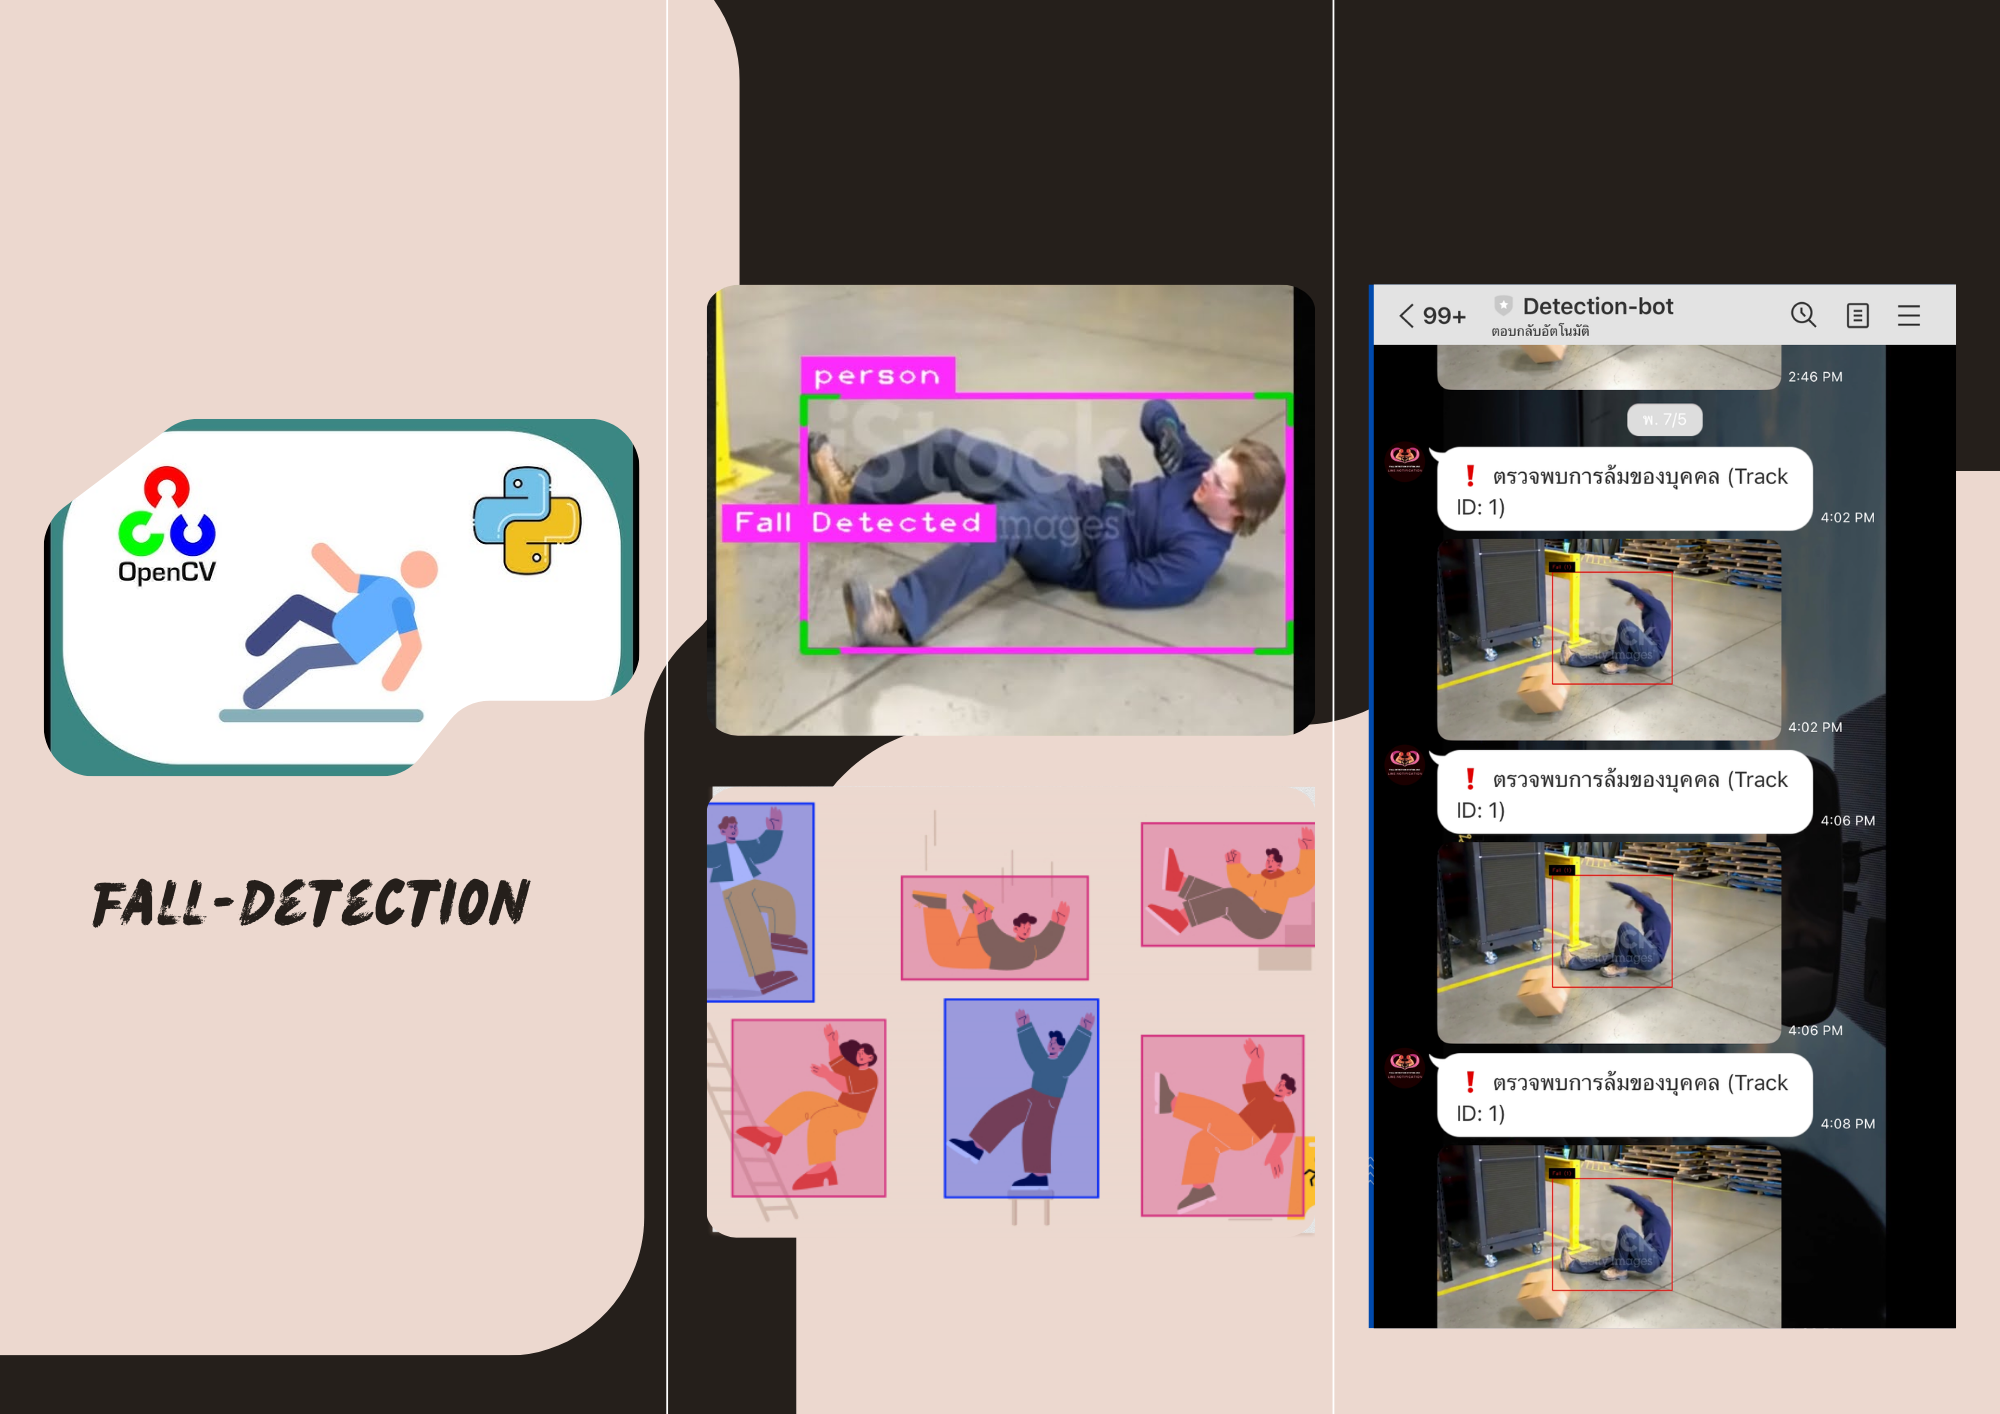 OpenCV
FALL-DETECTION
person
iStock
Fall Detected
mages
99+
Detection-bot
ตอบกลับอัตโนมัติ
2:46 PM
พ. 7/5
❗ ตรวจพบการล้มของบุคคล (Track
ID: 1)
4:02 PM
4:02 PM
❗ ตรวจพบการล้มของบุคคล (Track
ID: 1)
4:06 PM
4:06 PM
❗ ตรวจพบการล้มของบุคคล (Track
ID: 1)
4:08 PM